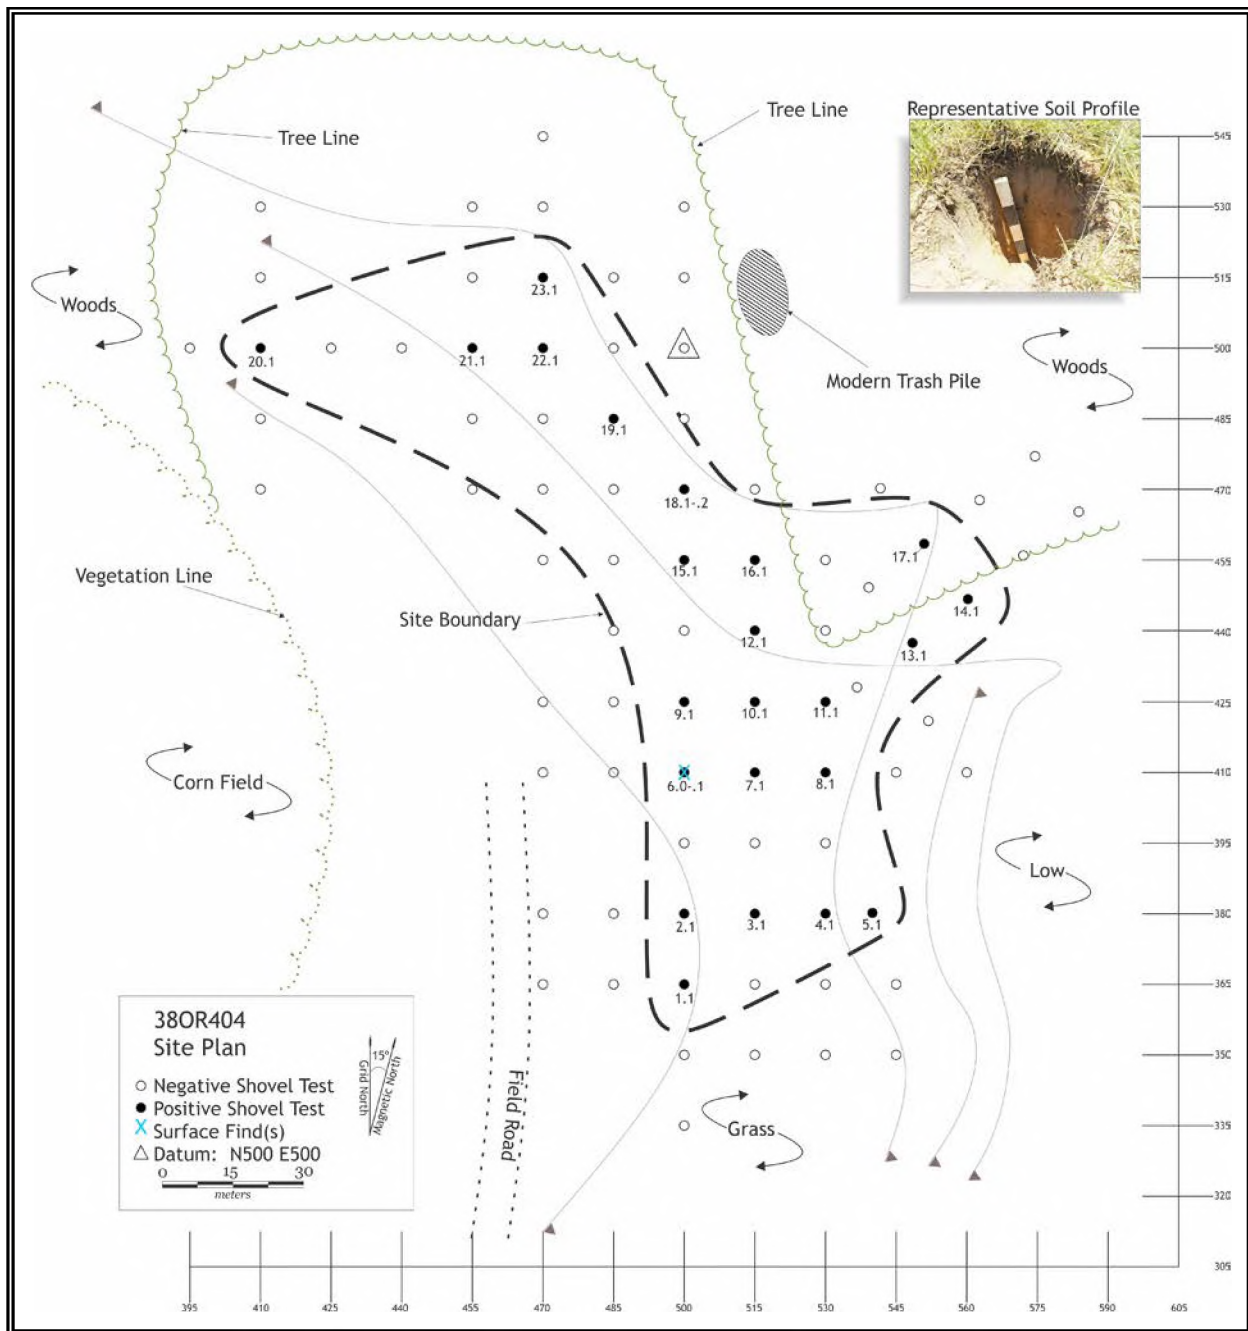 Representative Soil Profile
Tree Line
Tree Line
Woods
Woods
Modern Trash Pile
Vegetation Line
Site Boundary
Corn Field
Low
Grass
Field Road
23.1
20.1
21.1
22.1
19.1
18.1-.2
15.1
16.1
17.1
14.1
12.1
13.1
9.1
10.1
11.1
6.0-.1
7.1
8.1
2.1
3.1
4.1
5.1
1.1
38OR404
Site Plan
15°
Grid North
Magnetic North
Negative Shovel Test
Positive Shovel Test
X Surface Find(s)
Datum: N500 E500
0 15 30
meters
545
530
515
500
485
470
455
440
425
410
395
380
365
350
335
320
305
395 410 425 440 455 470 485 500 515 530 545 560 575 590 605